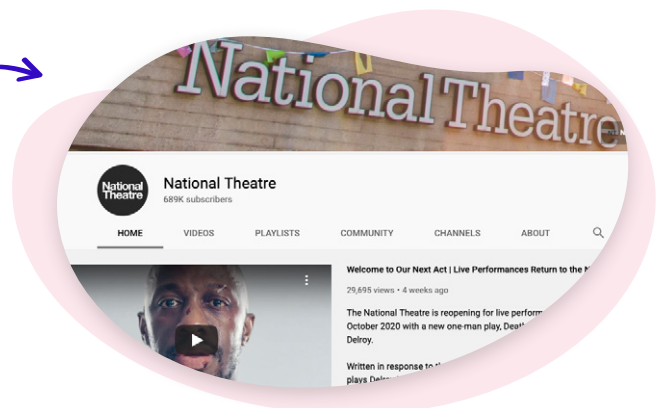 National Theatre
National
Theatre
National Theatre
689K subscribers
HOME VIDEOS PLAYLISTS COMMUNITY CHANNELS ABOUT
Welcome to Our Next Act | Live Performances Return to the
29,695 views • 4 weeks ago
The National Theatre is reopening for live
October 2020 with a new one-man play,
Delroy.
Written in response to
plays